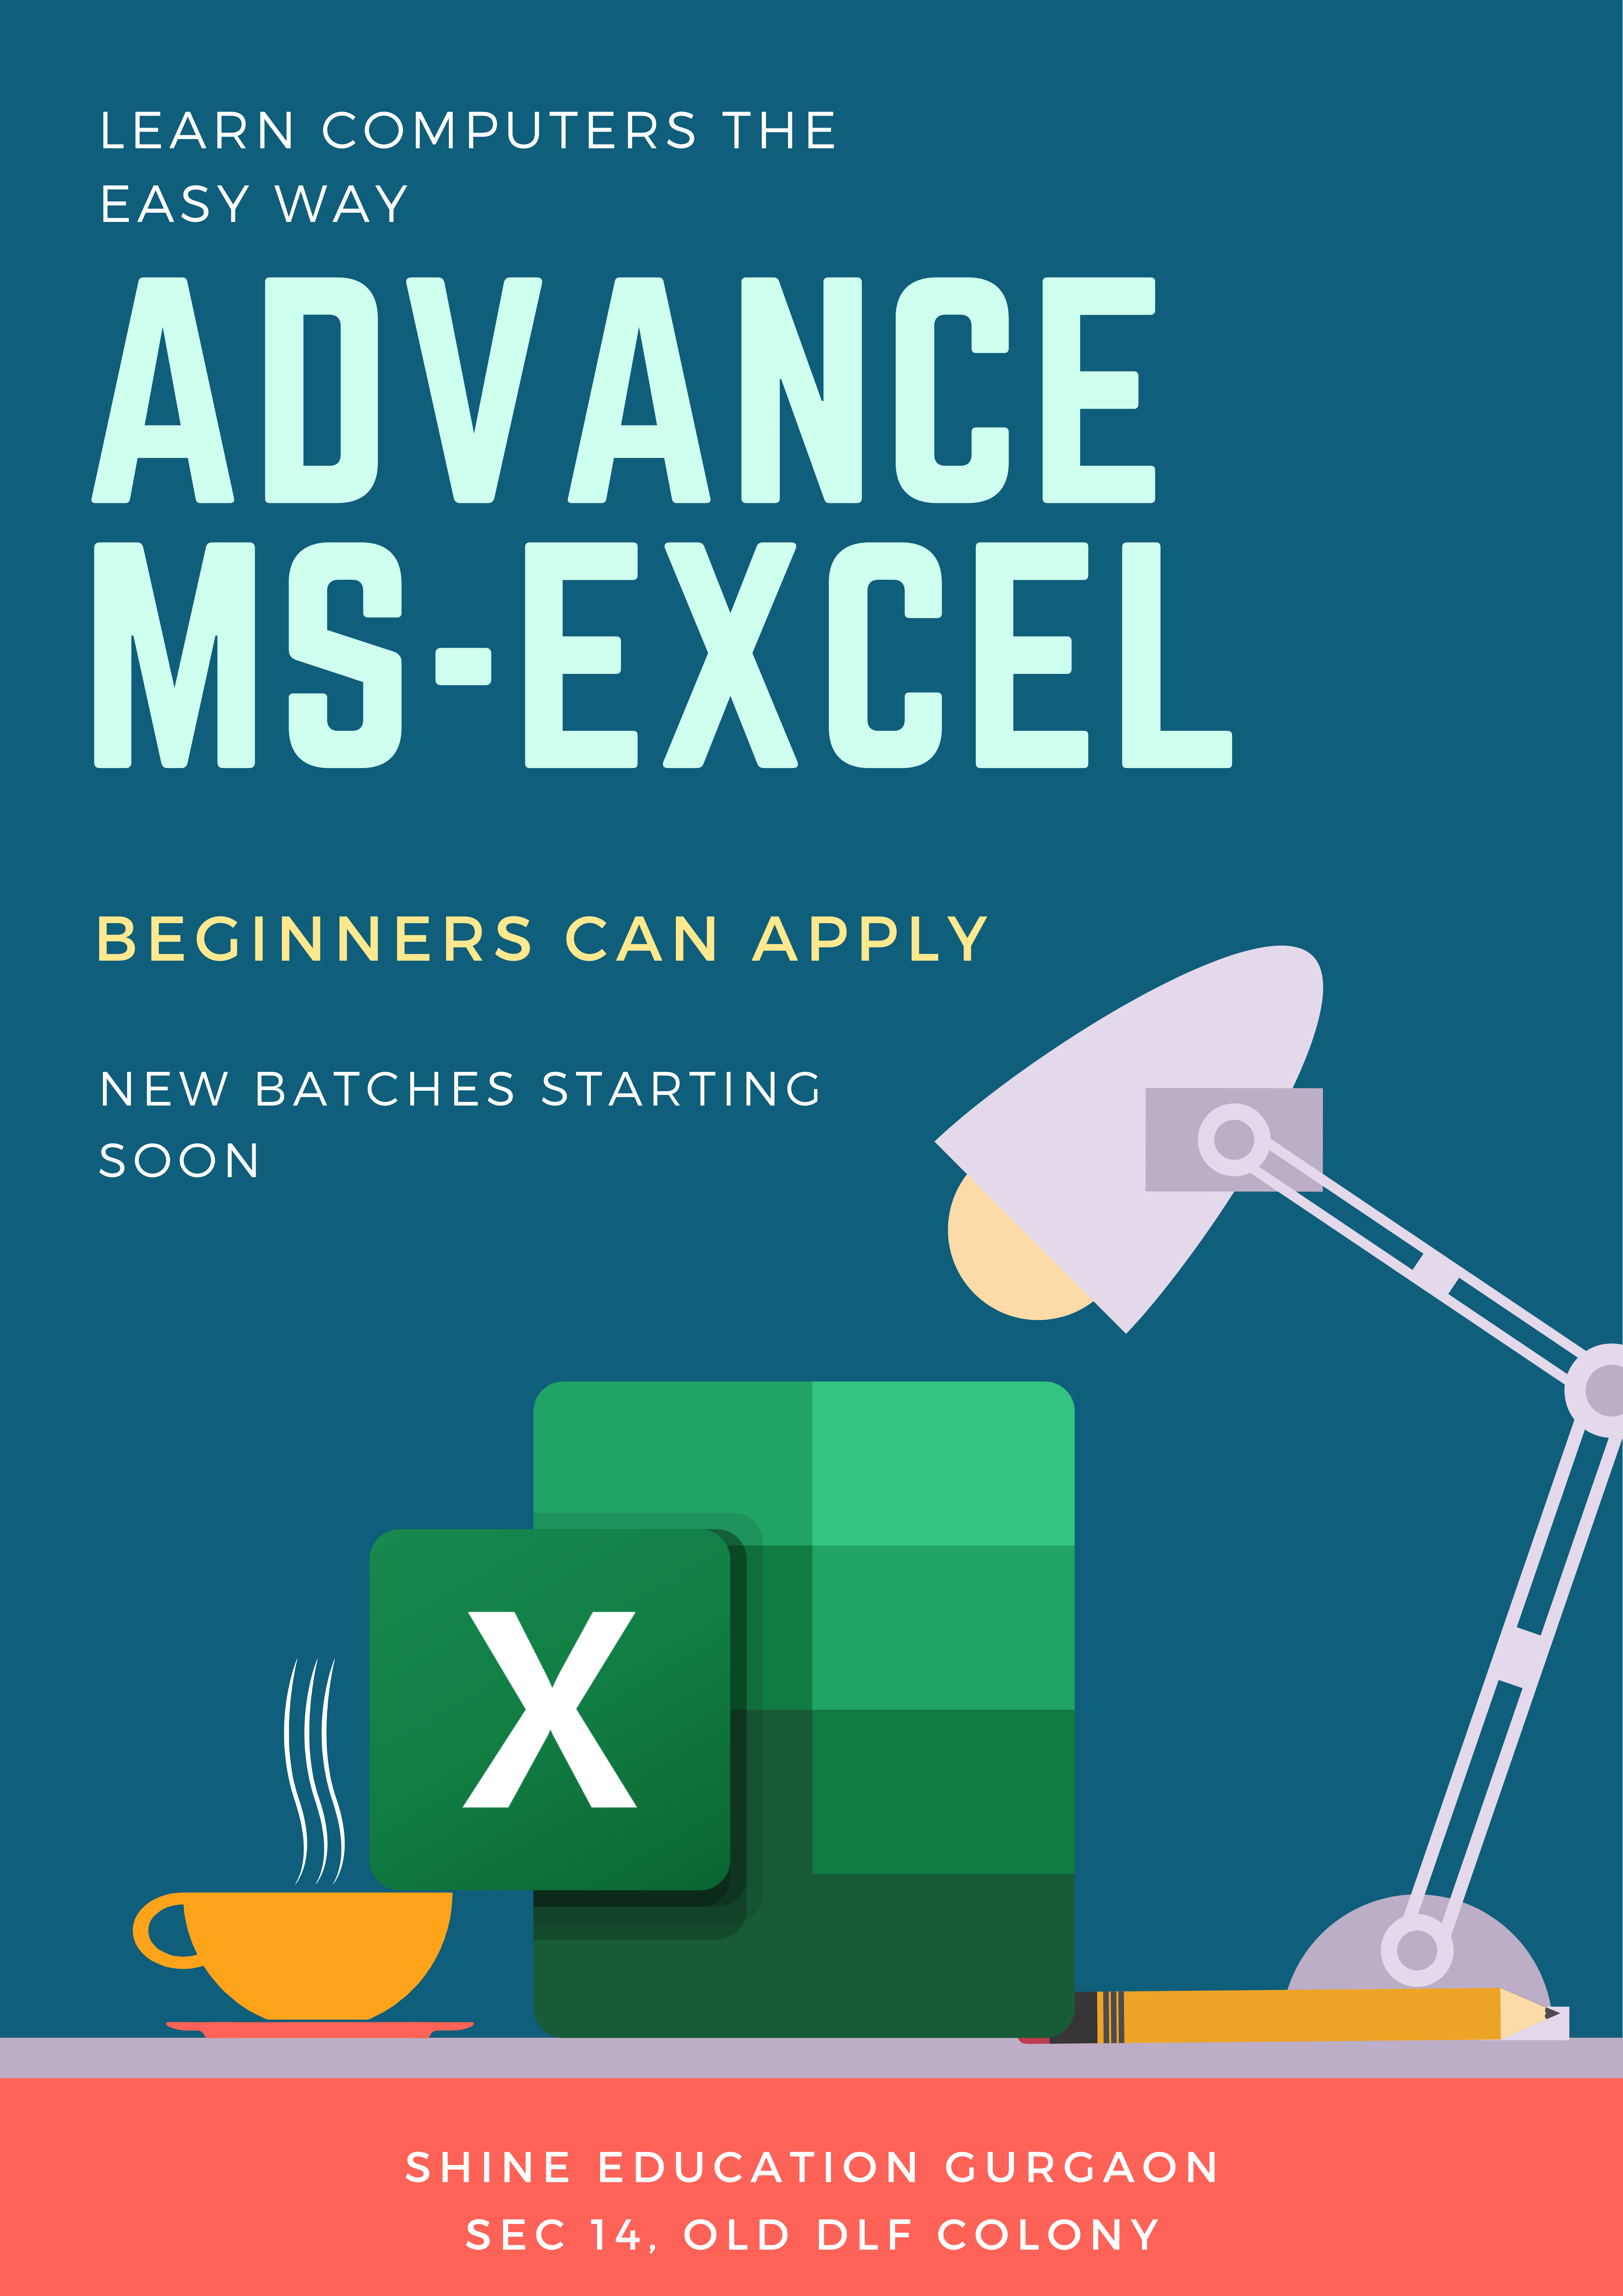 LEARN COMPUTERS THE
EASY WAY
ADVANCE
MS-EXCEL
BEGINNERS CAN APPLY
NEW BATCHES STARTING
SOON
X
SHINE EDUCATION GURGAON
SEC 14, OLD DLF COLONY